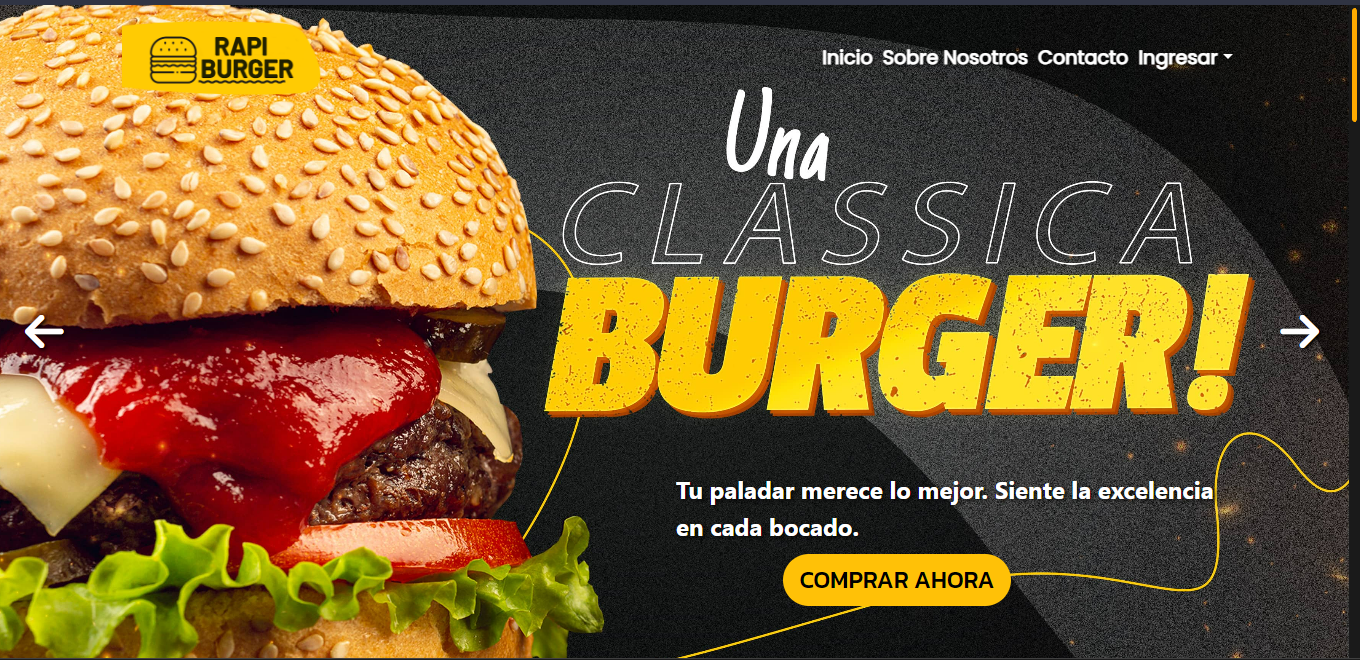 RAPI
BURGER
Inicio Sobre Nosotros Contacto Ingresar
Una
CLASSICA
BURGER!
Tu paladar merece lo mejor. Siente la excelencia
en cada bocado.
COMPRAR AHORA